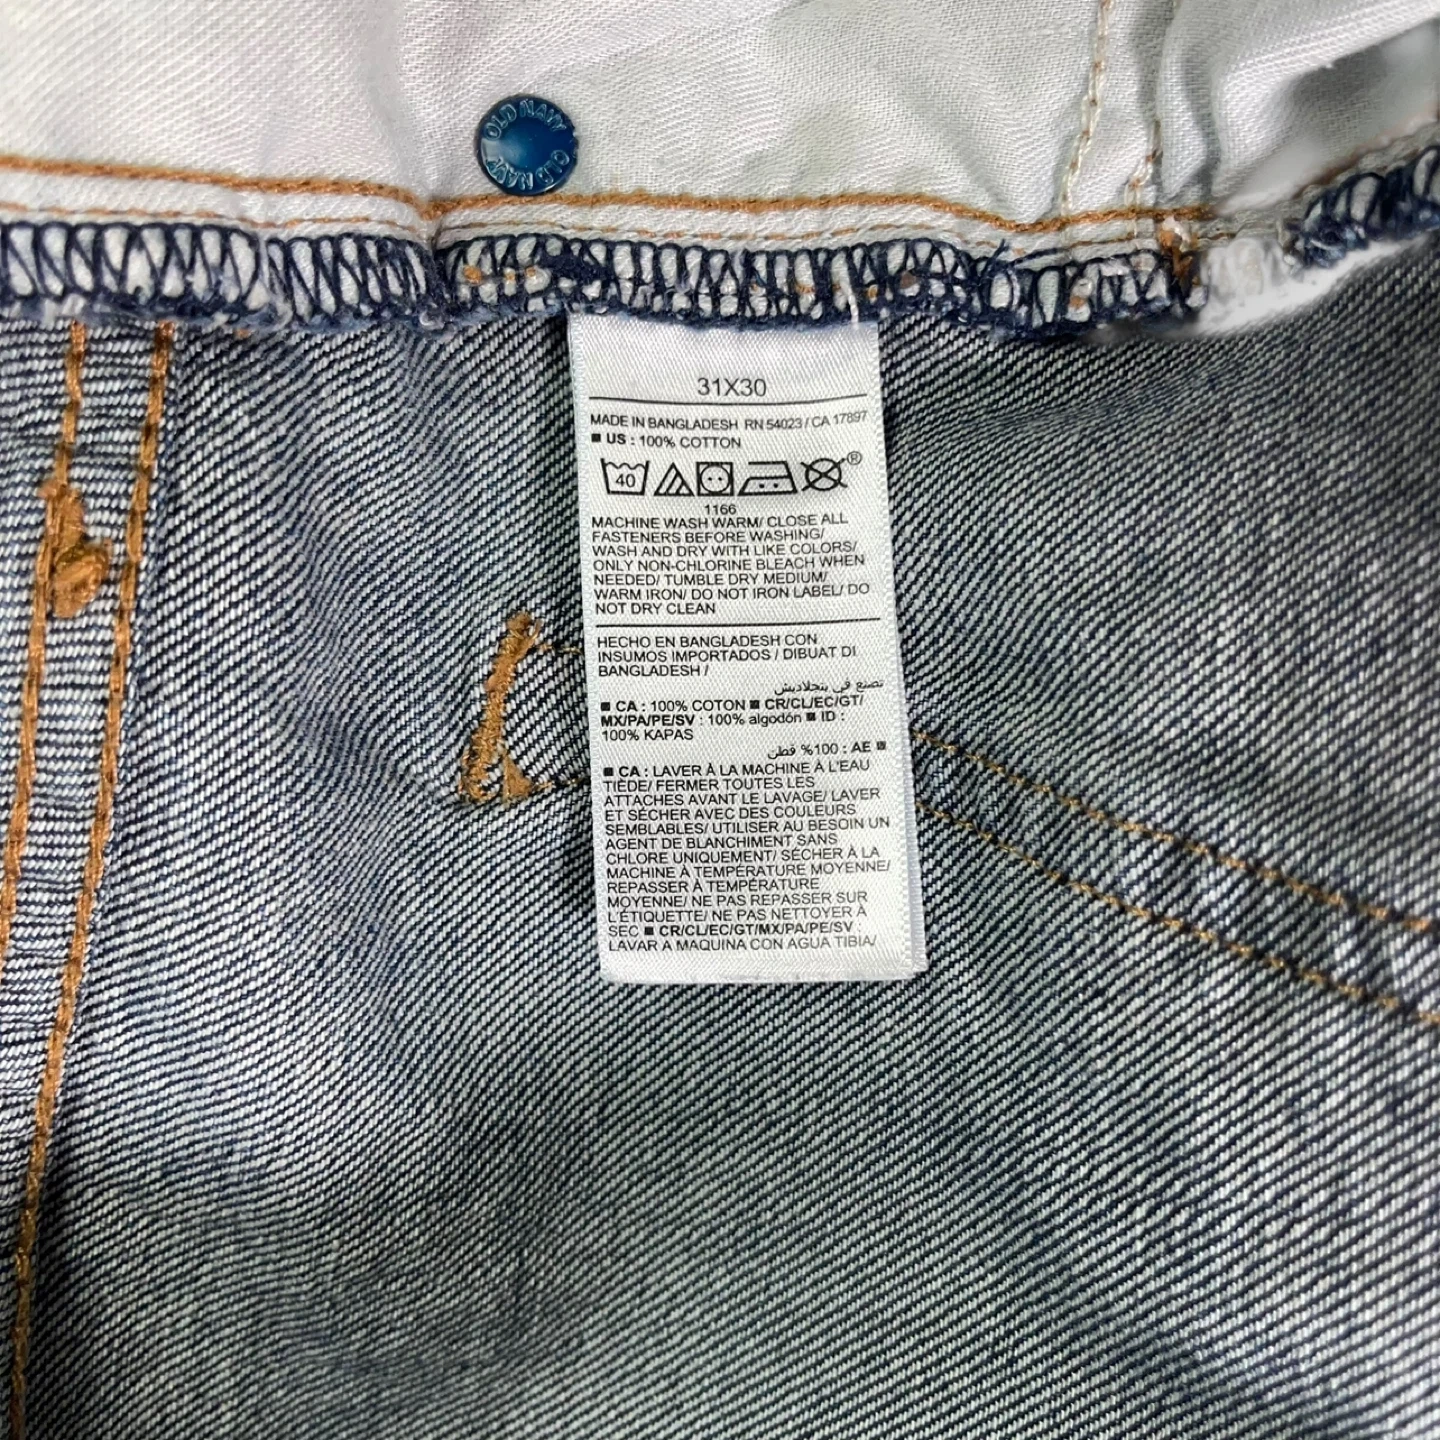 OLD NAVY
OLD NAVY
31X30
MADE IN BANGLADESH RN 54023 / CA 17897
■ US : 100% COTTON
40
®
1166
MACHINE WASH WARM/ CLOSE ALL
FASTENERS BEFORE WASHING/
WASH AND DRY WITH LIKE COLORS/
ONLY NON-CHLORINE BLEACH WHEN
NEEDED/ TUMBLE DRY MEDIUM/
WARM IRON/ DO NOT IRON LABEL/ DO
NOT DRY CLEAN
HECHO EN BANGLADESH CON
INSUMOS IMPORTADOS / DIBUAT DI
BANGLADESH /
تصنع في بنجلاديش
■ CA : 100% COTON ■ CR/CL/EC/GT/
MX/PA/PE/SV : 100% algodón ■ ID :
100% KAPAS
■ AE : 100% قطن
■ CA : LAVER À LA MACHINE À L'EAU
TIÈDE/ FERMER TOUTES LES
ATTACHES AVANT LE LAVAGE/ LAVER
ET SÉCHER AVEC DES COULEURS
SEMBLABLES/ UTILISER AU BESOIN UN
AGENT DE BLANCHIMENT SANS
CHLORE UNIQUEMENT/ SÉCHER À LA
MACHINE À TEMPÉRATURE MOYENNE/
REPASSER À TEMPÉRATURE
MOYENNE/ NE PAS REPASSER SUR
L'ÉTIQUETTE/ NE PAS NETTOYER À
SEC ■ CR/CL/EC/GT/MX/PA/PE/SV :
LAVAR A MAQUINA CON AGUA TIBIA/